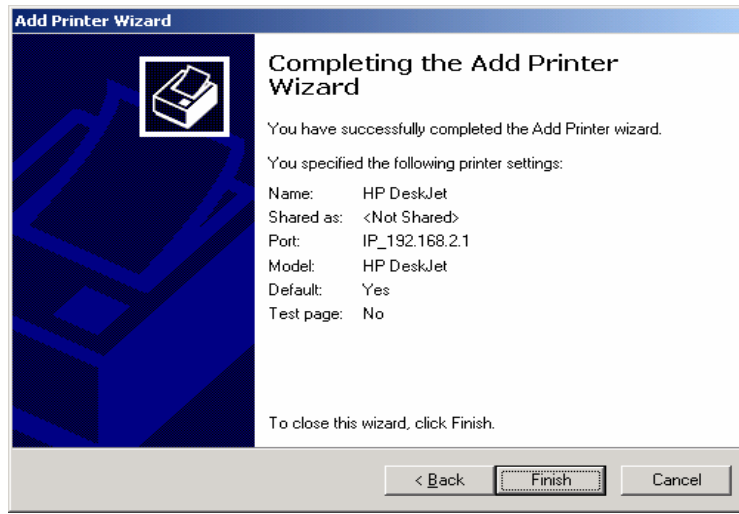 Add Printer Wizard
Completing the Add Printer
Wizard
You have successfully completed the Add Printer wizard.
You specified the following printer settings:
Name: HP DeskJet
Shared as: <Not Shared>
Port: IP_192.168.2.1
Model: HP DeskJet
Default: Yes
Test page: No
To close this wizard, click Finish.
< Back Finish Cancel